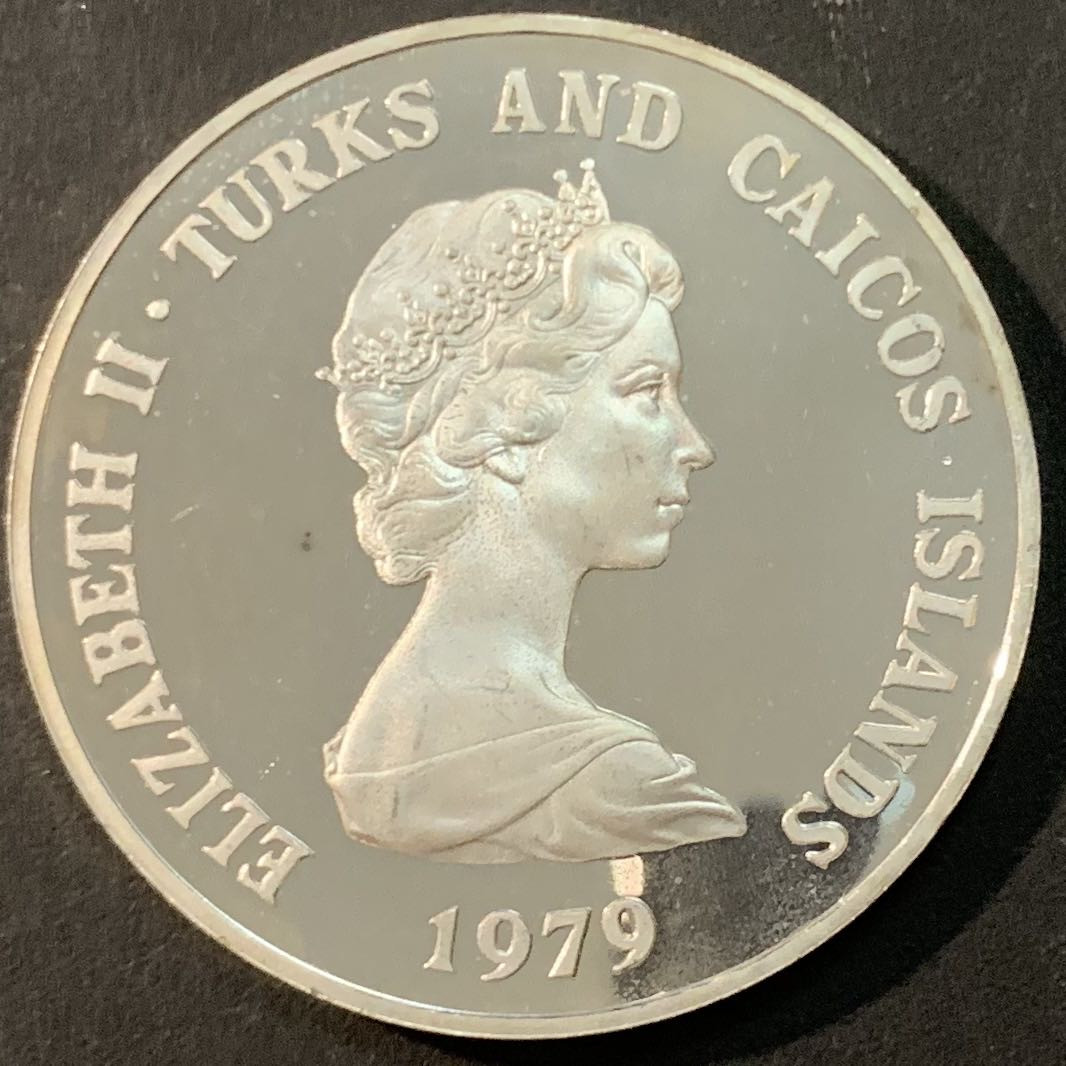 ELIZABETH II · TURKS AND CAICOS ISLANDS
1979